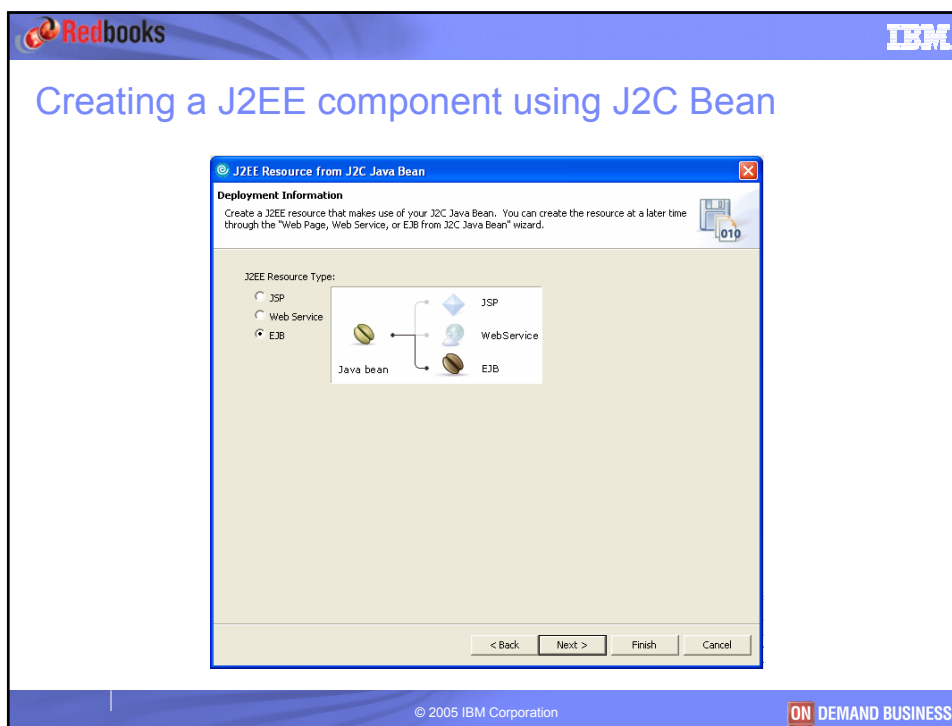 Redbooks
IBM
Creating a J2EE component using J2C Bean
J2EE Resource from J2C Java Bean
Deployment Information
Create a J2EE resource that makes use of your J2C Java Bean. You can create the resource at a later time
through the "Web Page, Web Service, or EJB from J2C Java Bean" wizard.
010
J2EE Resource Type:
JSP
Web Service
EJB
Java bean
JSP
WebService
EJB
< Back
Next >
Finish
Cancel
© 2005 IBM Corporation
ON DEMAND BUSINESS